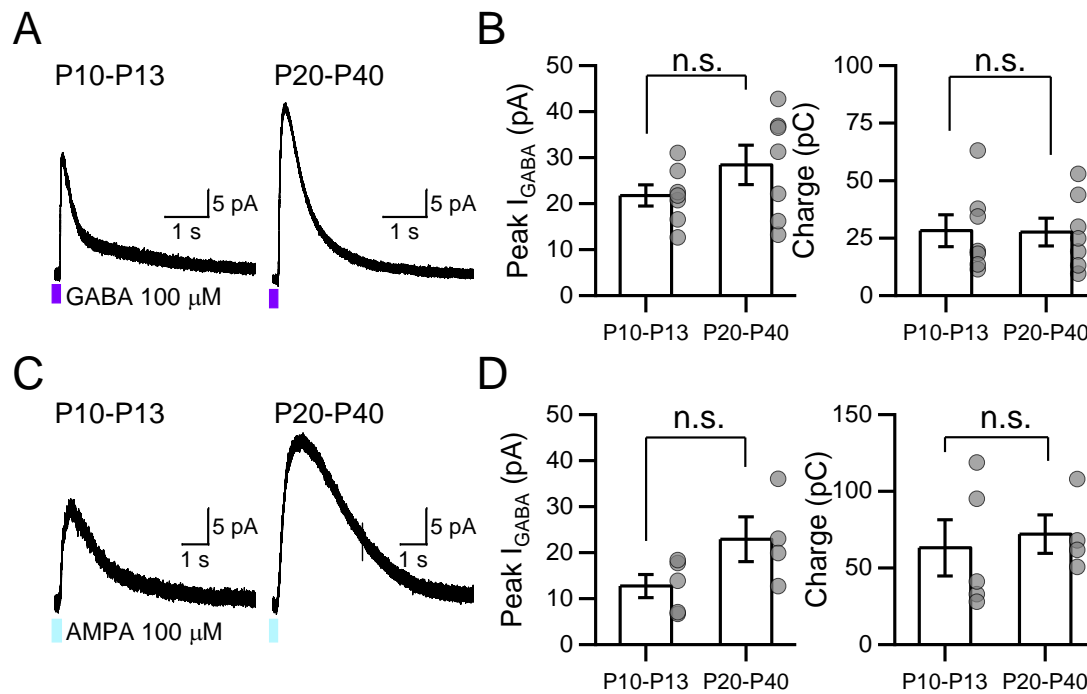 A
P10-P13
P20-P40
5 pA
1 s
5 pA
1 s
GABA 100 μM
B
n.s.
Peak I_GABA (pA)
50
40
30
20
10
0
P10-P13
P20-P40
n.s.
Charge (pC)
100
75
50
25
0
P10-P13
P20-P40
C
P10-P13
P20-P40
5 pA
1 s
5 pA
1 s
AMPA 100 μM
D
n.s.
Peak I_GABA (pA)
50
40
30
20
10
0
P10-P13
P20-P40
n.s.
Charge (pC)
150
100
50
0
P10-P13
P20-P40